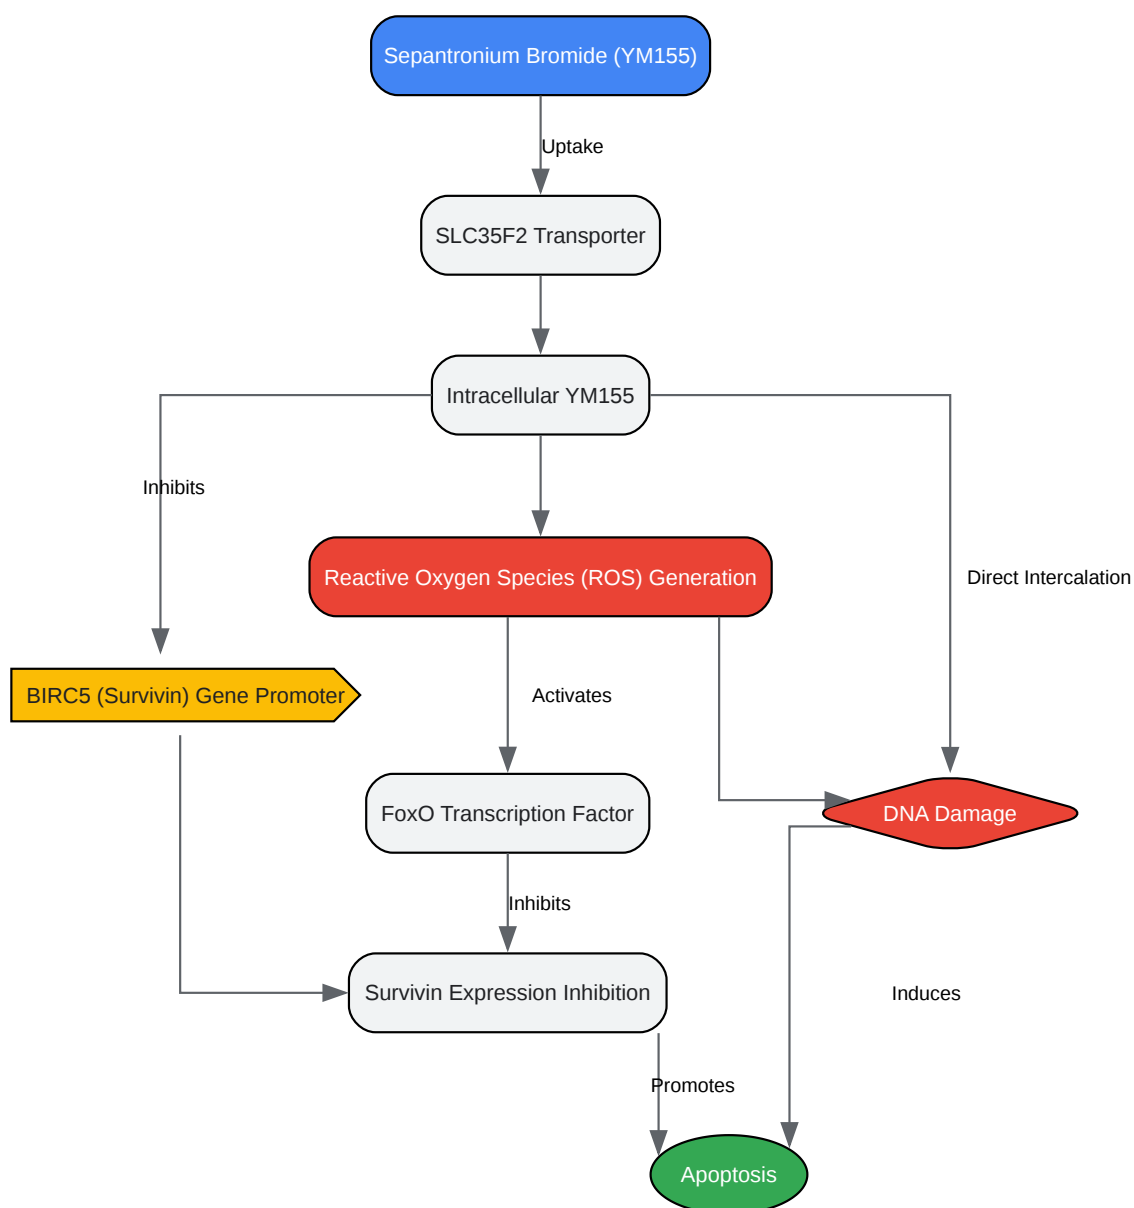 Sepantronium Bromide (YM155)
Uptake
SLC35F2 Transporter
Intracellular YM155
Inhibits
Reactive Oxygen Species (ROS) Generation
Direct Intercalation
BIRC5 (Survivin) Gene Promoter
Activates
FoxO Transcription Factor
DNA Damage
Inhibits
Survivin Expression Inhibition
Induces
Promotes
Apoptosis